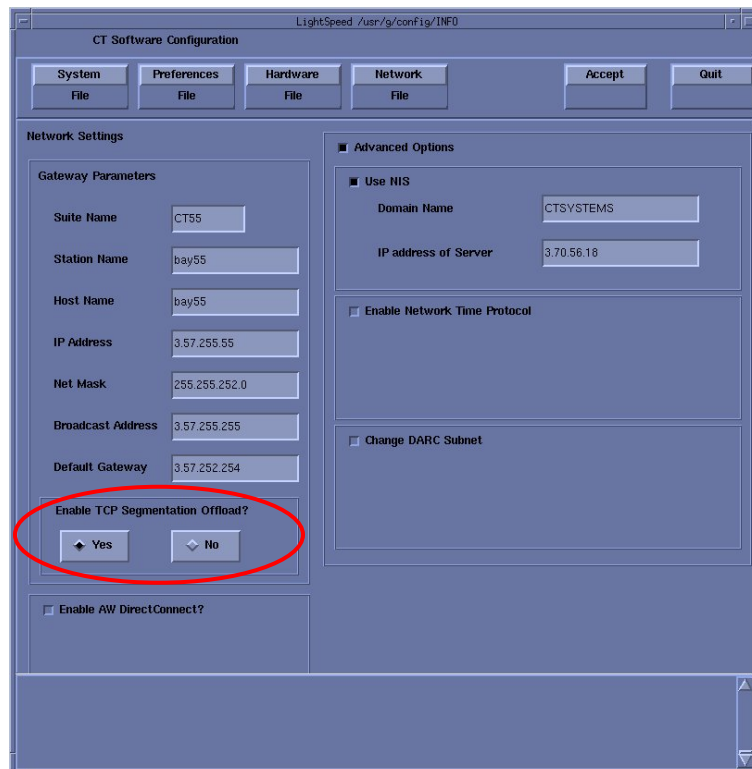 LightSpeed /usr/g/config/INFO
CT Software Configuration
System
File
Preferences
File
Hardware
File
Network
File
Accept
Quit
Network Settings
Gateway Parameters
Suite Name CT55
Station Name bay55
Host Name bay55
IP Address 3.57.255.55
Net Mask 255.255.252.0
Broadcast Address 3.57.255.255
Default Gateway 3.57.252.254
Enable TCP Segmentation Offload?
Yes No
Enable AW DirectConnect?
Advanced Options
Use NIS
Domain Name CTSYSTEMS
IP address of Server 3.70.56.18
Enable Network Time Protocol
Change DARC Subnet